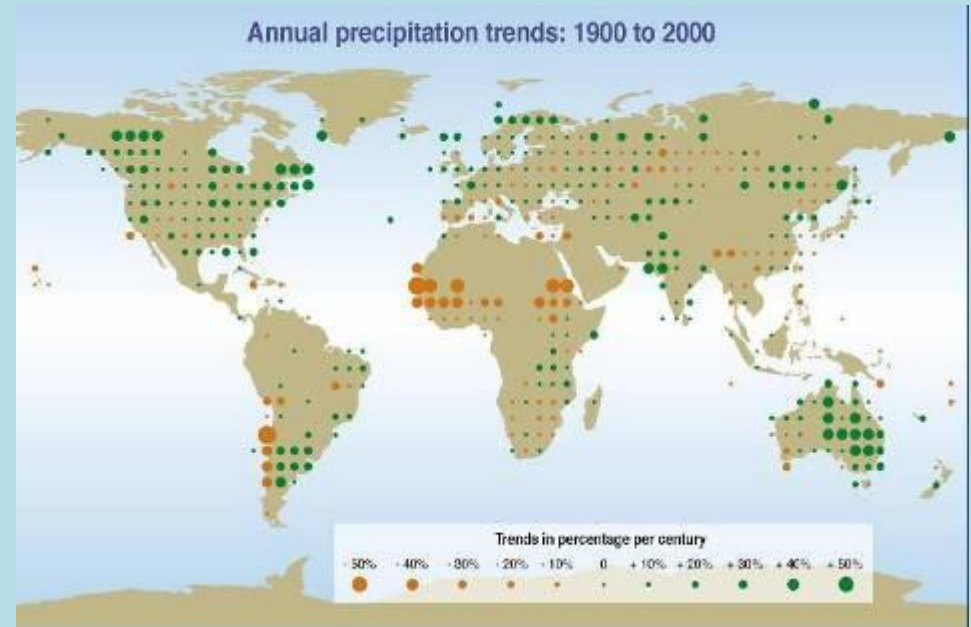 Annual precipitation trends: 1900 to 2000
Trends in percentage per century
- 50% - 40% - 30% - 20% - 10% 0 + 10% + 20% + 30% + 40% + 50%